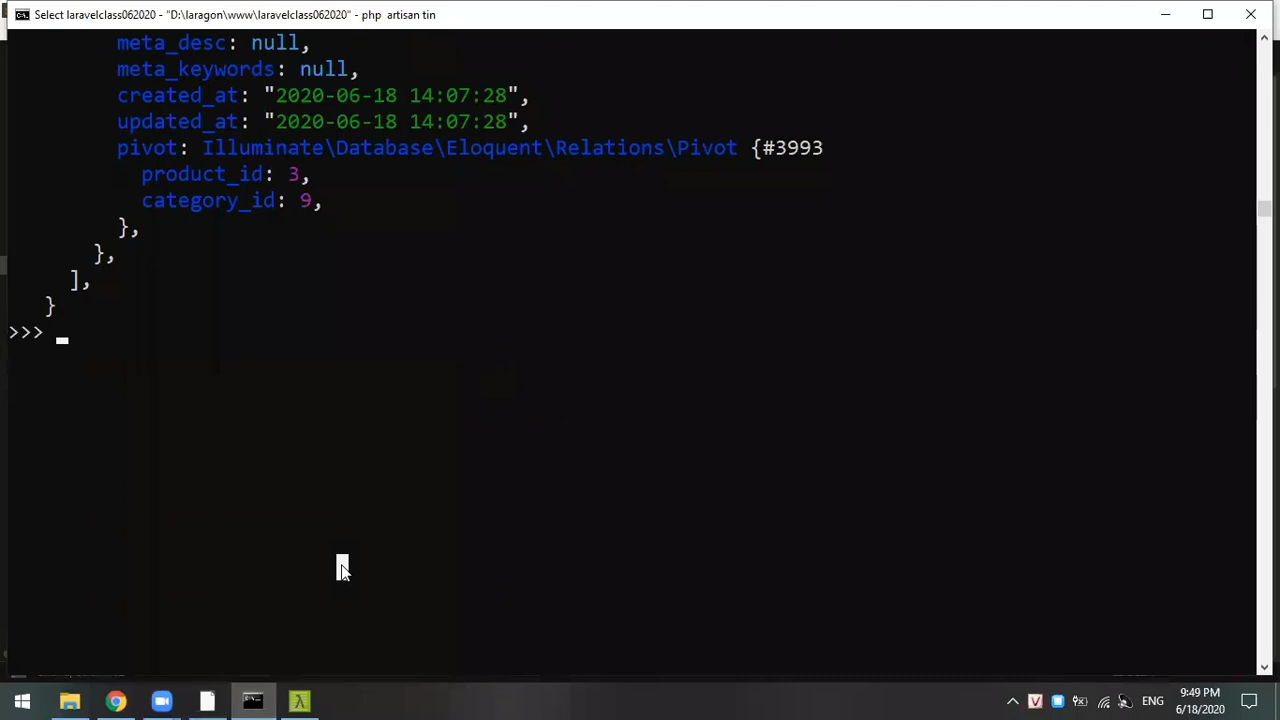 Select laravelclass062020 - "D:\laragon\www\laravelclass062020" - php  artisan tin
meta_desc: null,
meta_keywords: null,
created_at: "2020-06-18 14:07:28",
updated_at: "2020-06-18 14:07:28",
pivot: Illuminate\Database\Eloquent\Relations\Pivot {#3993
product_id: 3,
category_id: 9,
},
},
],
}
>>>
ENG
9:49 PM
6/18/2020